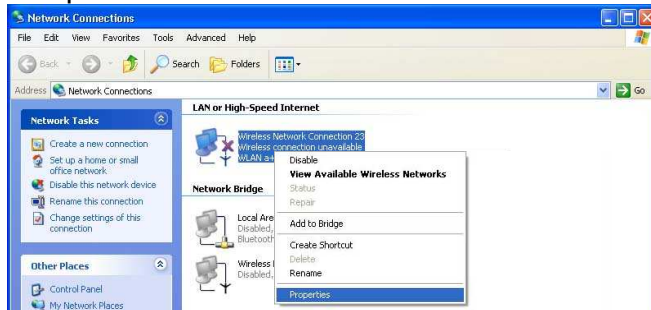 Network Connections
File Edit View Favorites Tools Advanced Help
Back Search Folders
Address Network Connections Go
Network Tasks
Create a new connection
Set up a home or small
office network
Disable this network device
Rename this connection
Change settings of this
connection
Other Places
Control Panel
My Network Places
LAN or High-Speed Internet
Wireless Network Connection 23
Wireless connection unavailable
WLAN a+
Network Bridge
Local Are
Disabled,
Bluetooth
Wireless
Disabled,
Disable
View Available Wireless Networks
Status
Repair
Add to Bridge
Create Shortcut
Delete
Rename
Properties